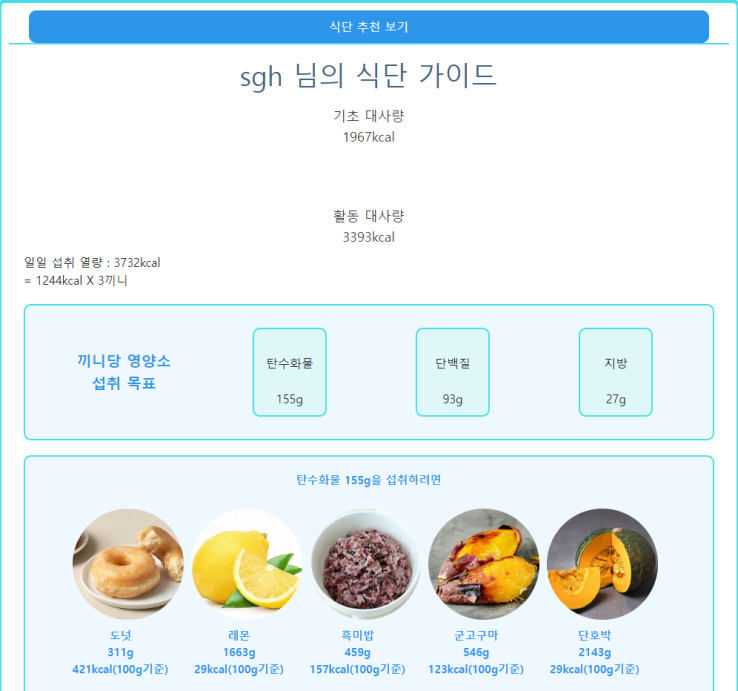 식단 추천 보기
sgh 님의 식단 가이드
기초 대사량
1967kcal
활동 대사량
3393kcal
일일 섭취 열량 : 3732kcal
= 1244kcal X 3끼니
끼니당 영양소
섭취 목표
탄수화물
155g
단백질
93g
지방
27g
탄수화물 155g을 섭취하려면
도넛
311g
421kcal(100g기준)
레몬
1663g
29kcal(100g기준)
흑미밥
459g
157kcal(100g기준)
군고구마
546g
123kcal(100g기준)
단호박
2143g
29kcal(100g기준)